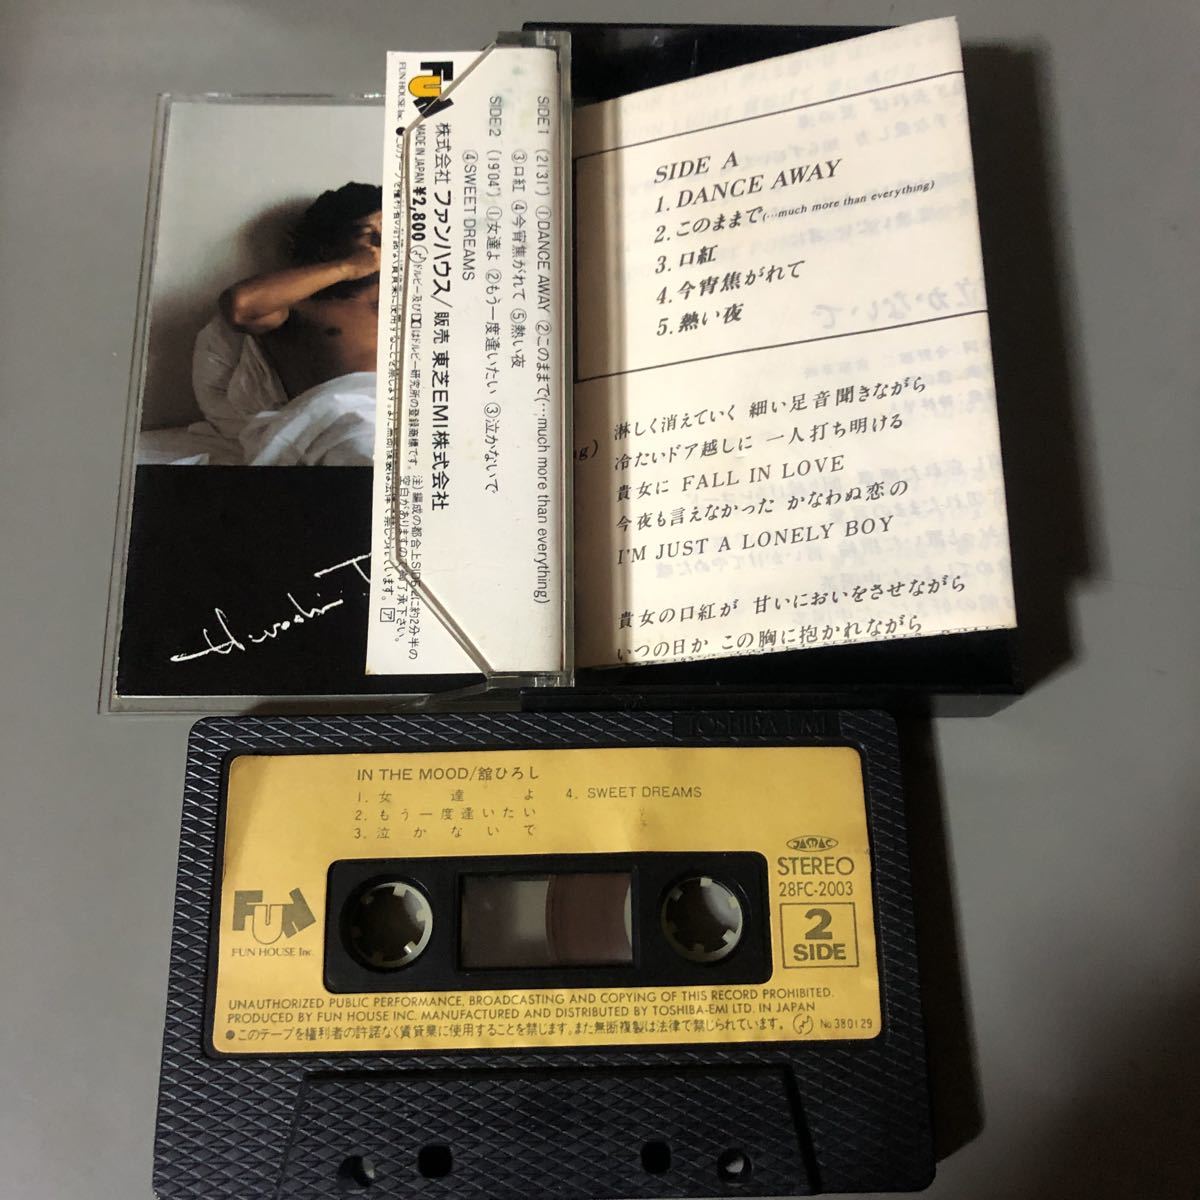 FUN
FUN HOUSE Inc.
MADE IN JAPAN
株式会社 ファンハウス/販売 東芝EMI株式会社
¥2,800
SIDE 1 (21'31") ①DANCE AWAY ②このままで(…much more than everything)
③口紅 ④今宵焦がれて ⑤熱い夜
SIDE 2 (19'04") ①女達よ ②もう一度逢いたい ③泣かないで
④SWEET DREAMS
Hiroshi
SIDE A
1. DANCE AWAY
2. このままで(…much more than everything)
3. 口紅
4. 今宵焦がれて
5. 熱い夜
淋しく消えていく 細い足音聞きながら
冷たいドア越しに 一人打ち明ける
貴女に FALL IN LOVE
今夜も言えなかった かなわぬ恋の
I'M JUST A LONELY BOY
貴女の口紅が 甘いにおいをさせながら
いつの日か この胸に抱かれながら
TOSHIBA-EMI
IN THE MOOD/舘ひろし
1. 女達よ
2. もう一度逢いたい
3. 泣かないで
4. SWEET DREAMS
STEREO
28FC-2003
2
SIDE
FUN
FUN HOUSE Inc.
UNAUTHORIZED PUBLIC PERFORMANCE, BROADCASTING AND COPYING OF THIS RECORD PROHIBITED.
PRODUCED BY FUN HOUSE INC. MANUFACTURED AND DISTRIBUTED BY TOSHIBA-EMI LTD. IN JAPAN
●このテープを権利者の許諾なく賃貸業に使用することを禁じます。また無断複製は法律で禁じられています。 No380129